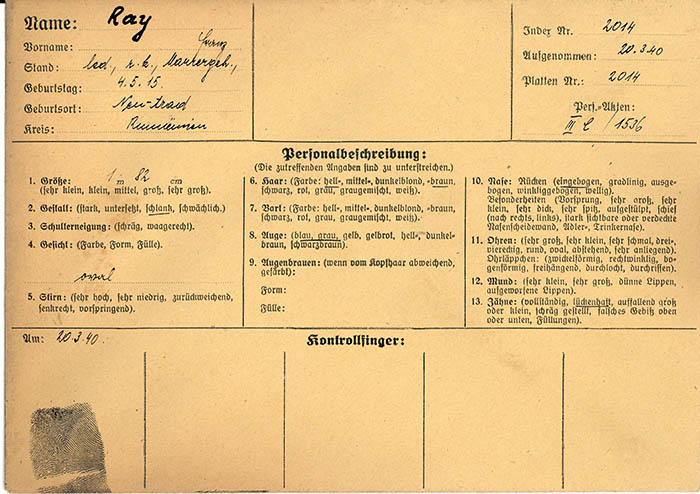 Name: Ray
Vorname: Franz
Stand: led., r. k., Maurergeh.,
Geburtstag: 4.5.15.
Geburtsort: Neu-Arad
Kreis: Rumänien
Index Nr. 2014
Aufgenommen: 20.3.40
Platten Nr.: 2014
Pers.-Akten:
III C / 1536
Personalbeschreibung:
(Die zutreffenden Angaben sind zu unterstreichen.)
1. Größe: 1 m 82 cm
(sehr klein, klein, mittel, groß, sehr groß).
2. Gestalt: (stark, untersetzt, schlank, schwächlich).
3. Schulterneigung: (schräg, waagerecht).
4. Gesicht: (Farbe, Form, Fülle).
oval
5. Stirn: (sehr hoch, sehr niedrig, zurückweichend,
senkrecht, vorspringend).
6. Haar: (Farbe: hell-, mittel-, dunkelblond, -braun,
schwarz, rot, grau, graugemischt, weiß).
7. Bart: (Farbe: hell-, mittel-, dunkelblond, -braun,
schwarz, rot, grau, graugemischt, weiß).
8. Auge: (blau, grau, gelb, gelbrot, hell-, dunkel-
braun, schwarzbraun).
9. Augenbrauen: (wenn vom Kopfhaar abweichend,
gefärbt):
Form:
Fülle:
10. Nase: Rücken (eingebogen, gradlinig, ausge-
bogen, winkliggebogen, wellig).
Besonderheiten (Vorsprung, sehr groß, sehr
klein, sehr dick, sehr spitz, aufgestülpt, schief
(nach rechts, links), stark sichtbare oder verdeckte
Nasenscheidewand, Adler-, Trinkernase).
11. Ohren: (sehr groß, sehr klein, sehr schmal, drei-
viereckig, rund, oval, abstehend, sehr anliegend).
Ohrläppchen: (zwickelförmig, rechtwinklig, bo-
genförmig, freihängend, durchlocht, durchrissen).
12. Mund: (sehr klein, sehr groß, dünne Lippen,
aufgeworfene Lippen).
13. Zähne: (vollständig, lückenhaft, auffallend groß
oder klein, schräg gestellt, falsches Gebiß oben
oder unten, Füllungen).
Am: 20.3.40.
Kontrollfinger: